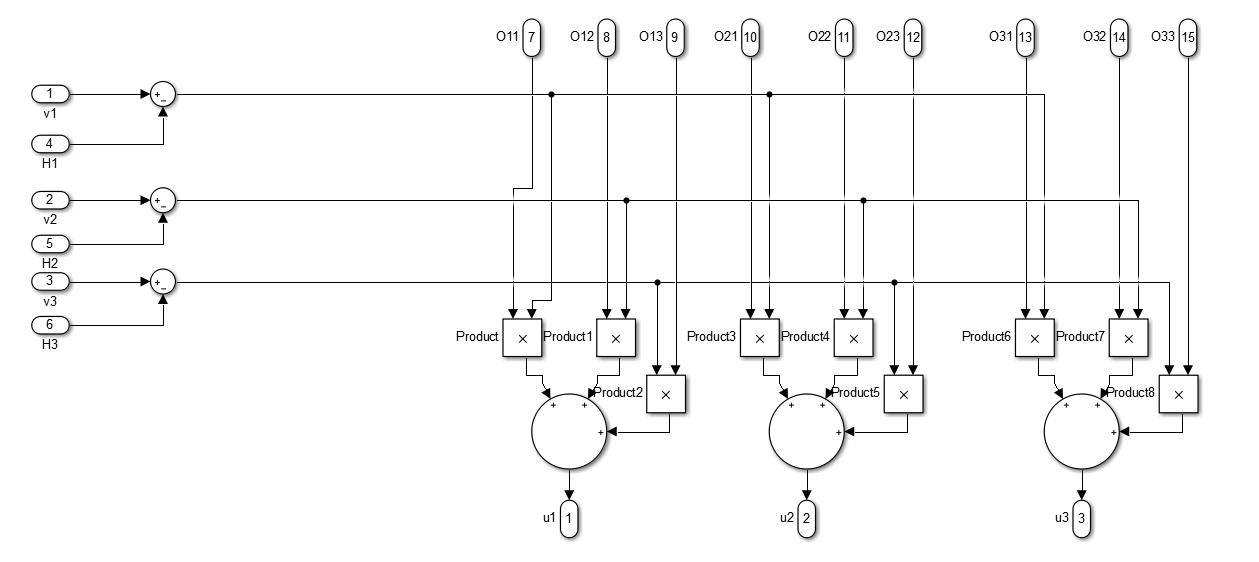 O11 7 O12 8 O13 9 O21 10 O22 11 O23 12 O31 13 O32 14 O33 15
1 + −
v1
4
H1
2 + −
v2
5
H2
3 + −
v3
6
H3
Product × Product1 × Product3 × Product4 × Product6 × Product7 ×
Product2 × Product5 × Product8 ×
+ + + + + +
+ + +
u1 1 u2 2 u3 3